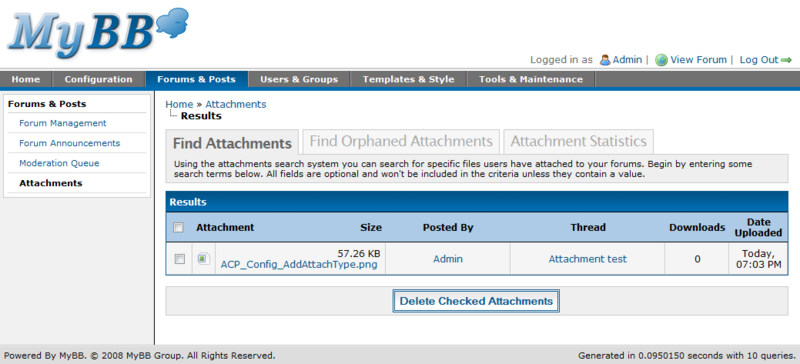 MyBB
Logged in as Admin | View Forum | Log Out
Home Configuration Forums & Posts Users & Groups Templates & Style Tools & Maintenance
Forums & Posts
Forum Management
Forum Announcements
Moderation Queue
Attachments
Home » Attachments
Results
Find Attachments Find Orphaned Attachments Attachment Statistics
Using the attachments search system you can search for specific files users have attached to your forums. Begin by entering some
search terms below. All fields are optional and won't be included in the criteria unless they contain a value.
Results
Attachment Size Posted By Thread Downloads Date
Uploaded
57.26 KB
ACP_Config_AddAttachType.png Admin Attachment test 0 Today,
07:03 PM
Delete Checked Attachments
Powered By MyBB. © 2008 MyBB Group. All Rights Reserved. Generated in 0.0950150 seconds with 10 queries.